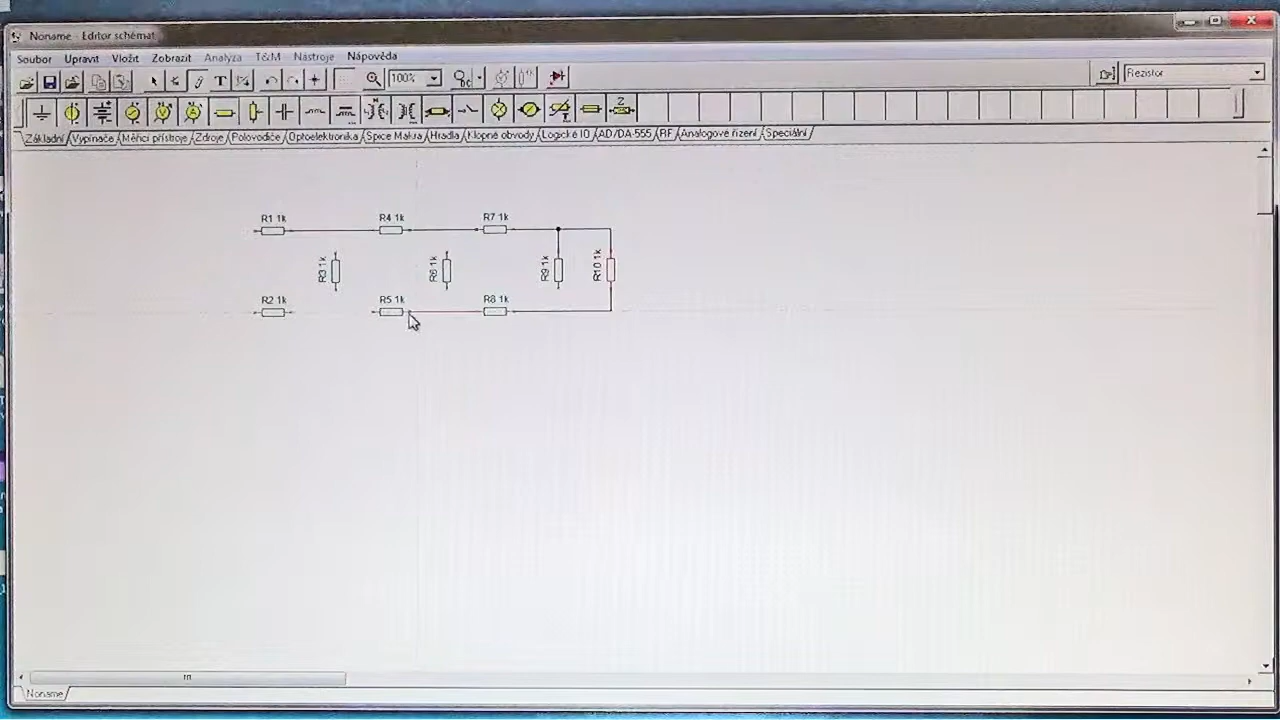 Noname - Editor schémat
Soubor Upravit Vložit Zobrazit Analýza T&M Nástroje Nápověda
T 100% Rezistor
Z
Základní Vypínače Měřicí přístroje Zdroje Polovodiče Optoelektronika Spice Makra Hradla Klopné obvody Logické IO AD/DA-555 RF Analogové řízení Speciální
R1 1k R4 1k R7 1k
R3 1k R6 1k R9 1k R10 1k
R2 1k R5 1k R8 1k
Noname